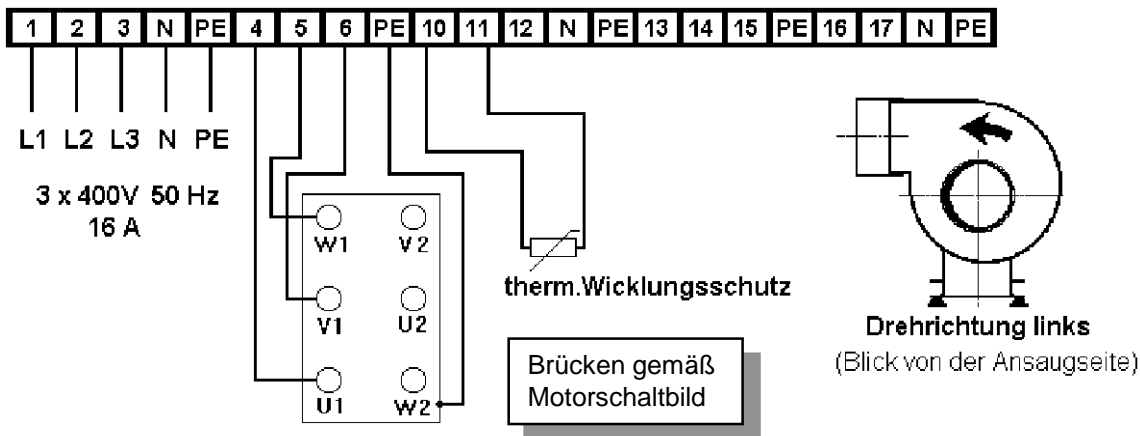 1 2 3 N PE 4 5 6 PE 10 11 12 N PE 13 14 15 PE 16 17 N PE
L1 L2 L3 N PE
3 x 400V 50 Hz
16 A
W1 V2
V1 U2
U1 W2
therm.Wicklungsschutz
Brücken gemäß
Motorschaltbild
Drehrichtung links
(Blick von der Ansaugseite)